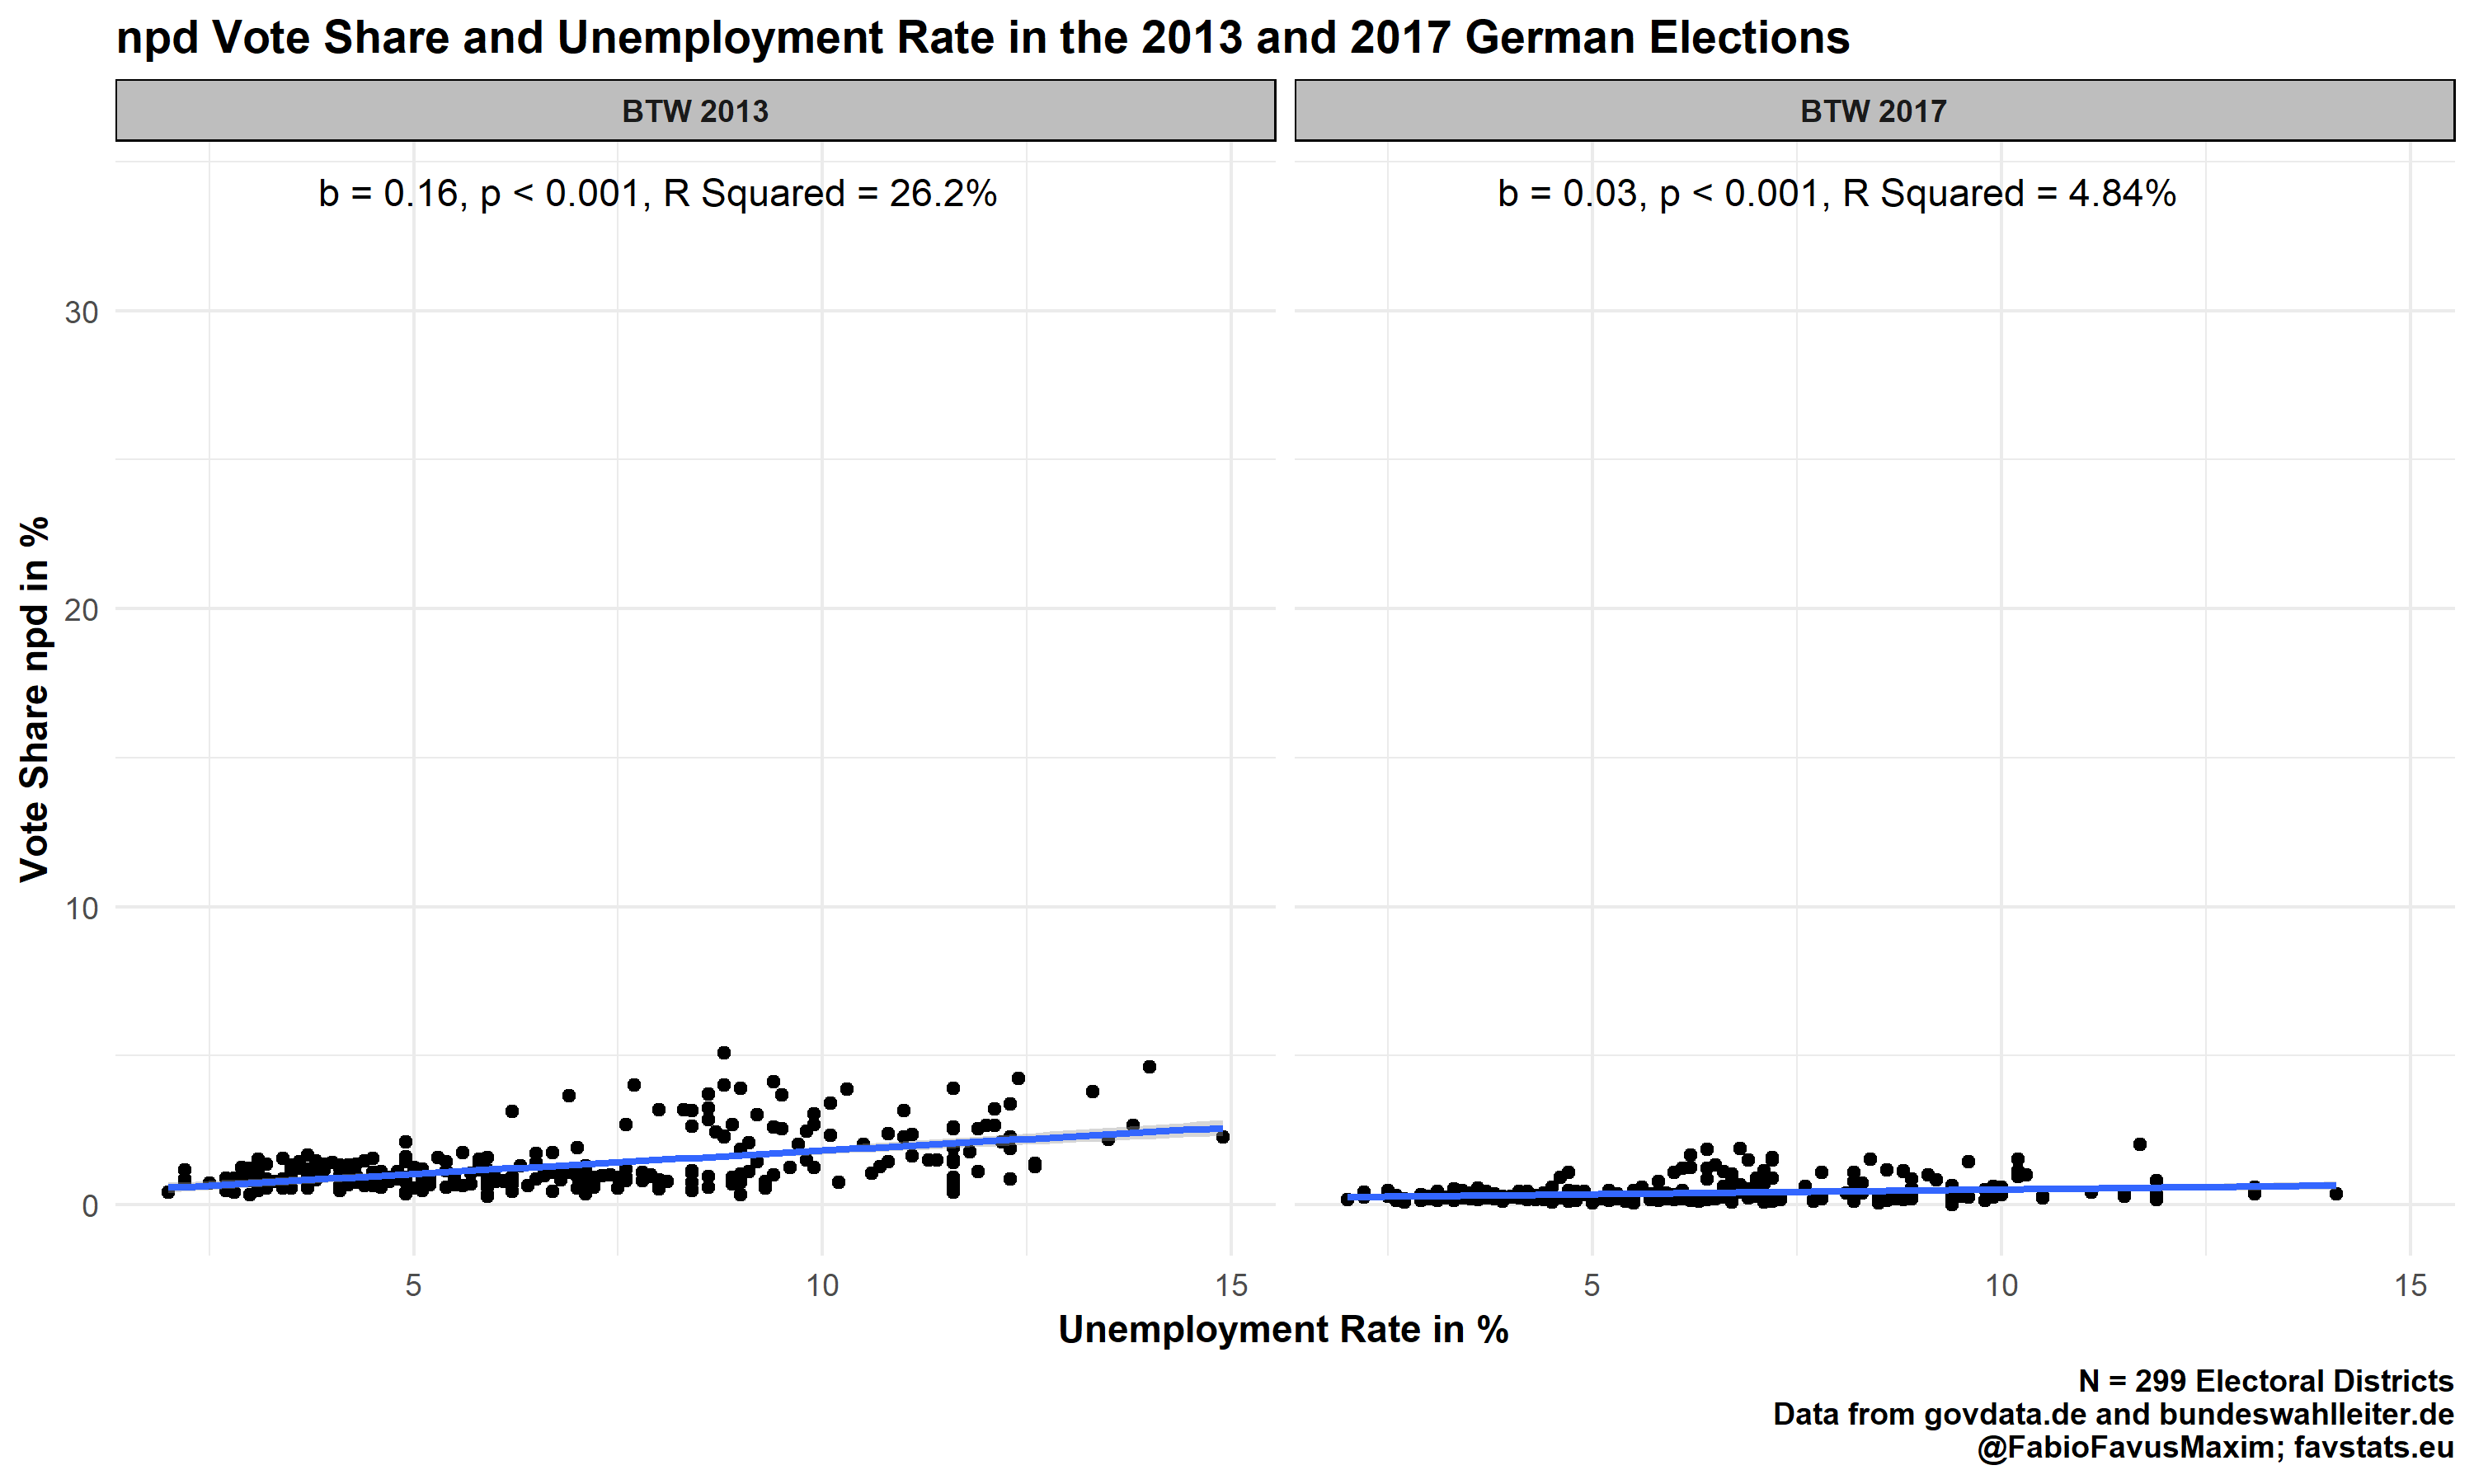 npd Vote Share and Unemployment Rate in the 2013 and 2017 German Elections
BTW 2013
BTW 2017
b = 0.16, p < 0.001, R Squared = 26.2%
b = 0.03, p < 0.001, R Squared = 4.84%
Vote Share npd in %
30
20
10
0
5
10
15
5
10
15
Unemployment Rate in %
N = 299 Electoral Districts
Data from govdata.de and bundeswahlleiter.de
@FabioFavusMaxim; favstats.eu